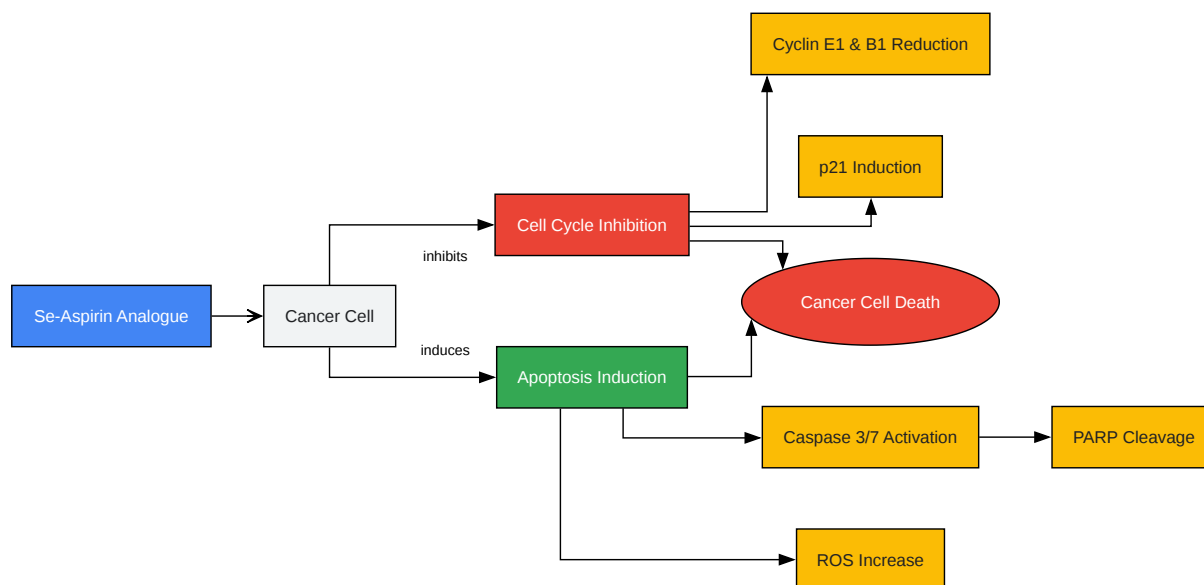 Cyclin E1 & B1 Reduction
p21 Induction
Cell Cycle Inhibition
inhibits
Cancer Cell Death
Se-Aspirin Analogue
Cancer Cell
induces
Apoptosis Induction
Caspase 3/7 Activation
PARP Cleavage
ROS Increase